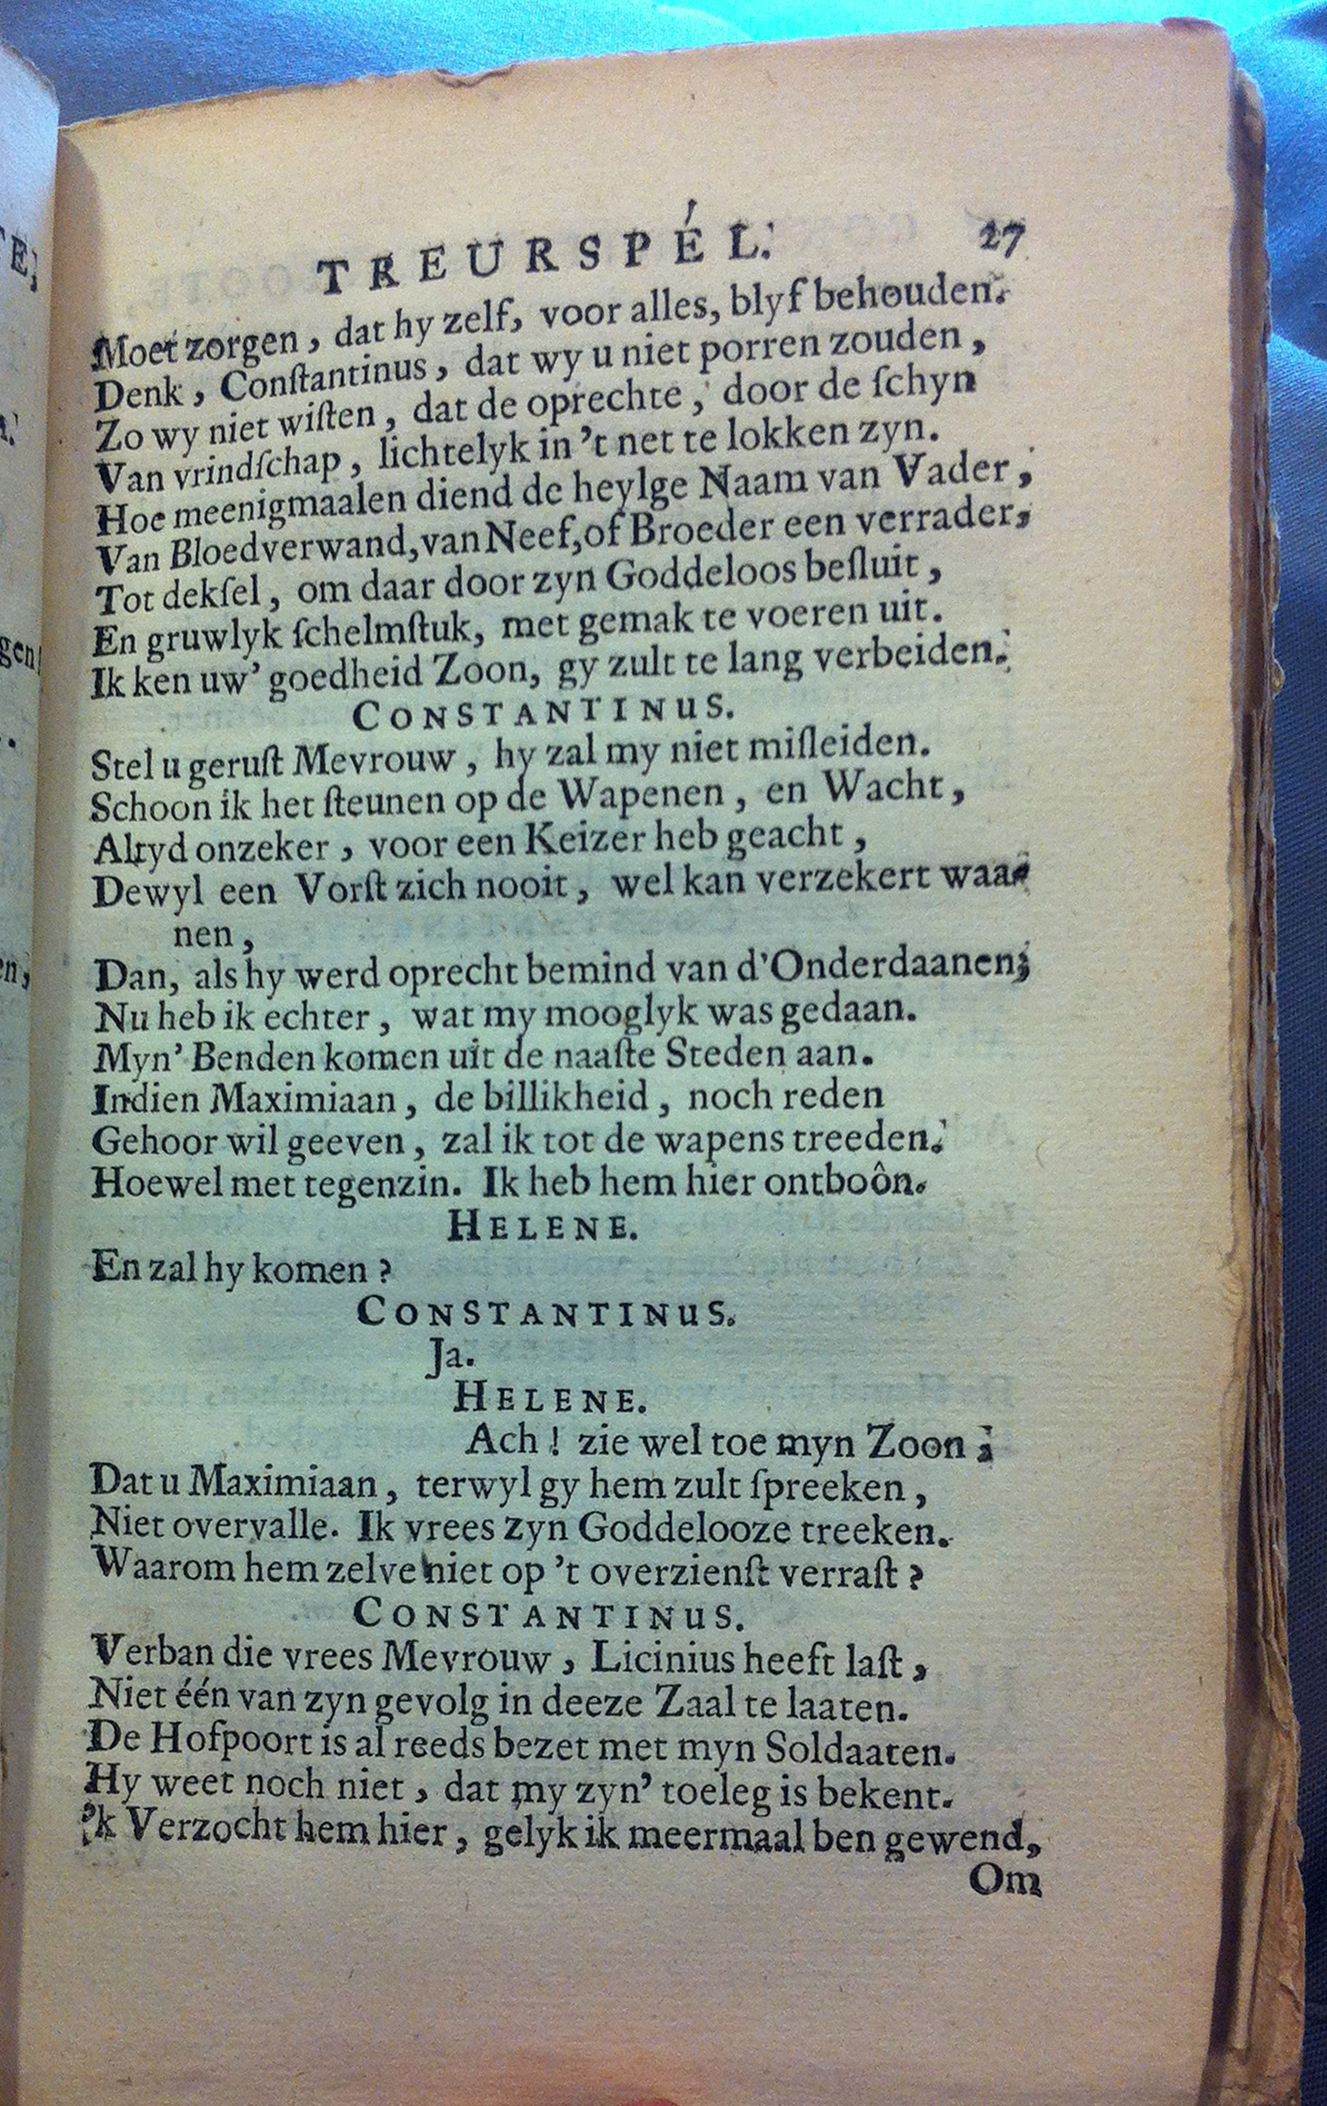 TREURSPÉL. 27
Moet zorgen, dat hy zelf, voor alles, blyf behouden.
Denk, Conſtantinus, dat wy u niet porren zouden,
Zo wy niet wiſten, dat de oprechte, door de ſchyn
Van vrindſchap, lichtelyk in 't net te lokken zyn.
Hoe meenigmaalen diend de heylge Naam van Vader,
Van Bloedverwand, van Neef, of Broeder een verrader,
Tot dekſel, om daar door zyn Goddeloos beſluit,
En gruwlyk ſchelmſtuk, met gemak te voeren uit.
Ik ken uw' goedheid Zoon, gy zult te lang verbeiden.
CONSTANTINUS.
Stel u geruſt Mevrouw, hy zal my niet miſleiden.
Schoon ik het ſteunen op de Wapenen, en Wacht,
Altyd onzeker, voor een Keizer heb geacht,
Dewyl een Vorſt zich nooit, wel kan verzekert waa-
nen,
Dan, als hy werd oprecht bemind van d'Onderdaanen;
Nu heb ik echter, wat my mooglyk was gedaan.
Myn' Benden komen uit de naaſte Steden aan.
Indien Maximiaan, de billikheid, noch reden
Gehoor wil geeven, zal ik tot de wapens treeden.
Hoewel met tegenzin. Ik heb hem hier ontboôn.
HELENE.
En zal hy komen?
CONSTANTINUS.
Ja.
HELENE.
Ach! zie wel toe myn Zoon;
Dat u Maximiaan, terwyl gy hem zult ſpreeken,
Niet overvalle. Ik vrees zyn Goddelooze treeken.
Waarom hem zelve niet op 't overzienſt verraſt?
CONSTANTINUS.
Verban die vrees Mevrouw, Licinius heeft laſt,
Niet één van zyn gevolg in deeze Zaal te laaten.
De Hofpoort is al reeds bezet met myn Soldaaten.
Hy weet noch niet, dat my zyn' toeleg is bekent.
'k Verzocht hem hier, gelyk ik meermaal ben gewend,
Om